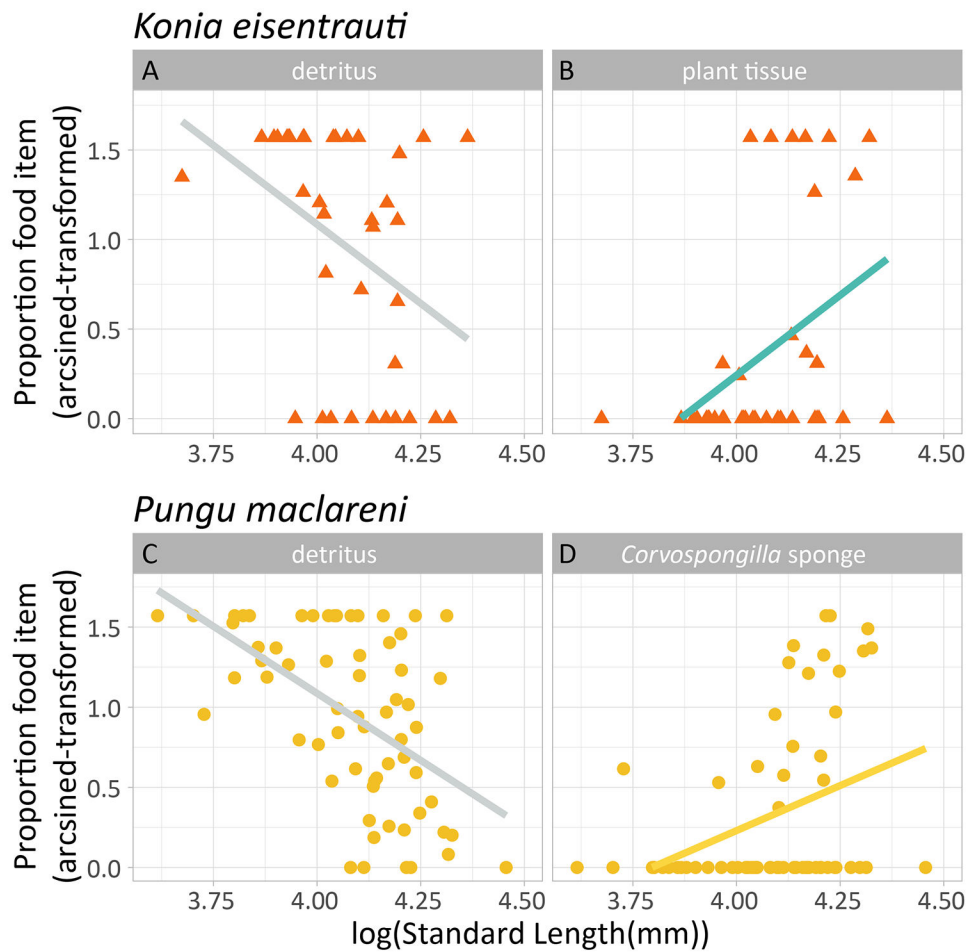 Konia eisentrauti
A detritus
B plant tissue
Proportion food item
(arcsined-transformed)
1.5
1.0
0.5
0.0
3.75 4.00 4.25 4.50
3.75 4.00 4.25 4.50
Pungu maclareni
C detritus
D Corvospongilla sponge
Proportion food item
(arcsined-transformed)
1.5
1.0
0.5
0.0
3.75 4.00 4.25 4.50
3.75 4.00 4.25 4.50
log(Standard Length(mm))